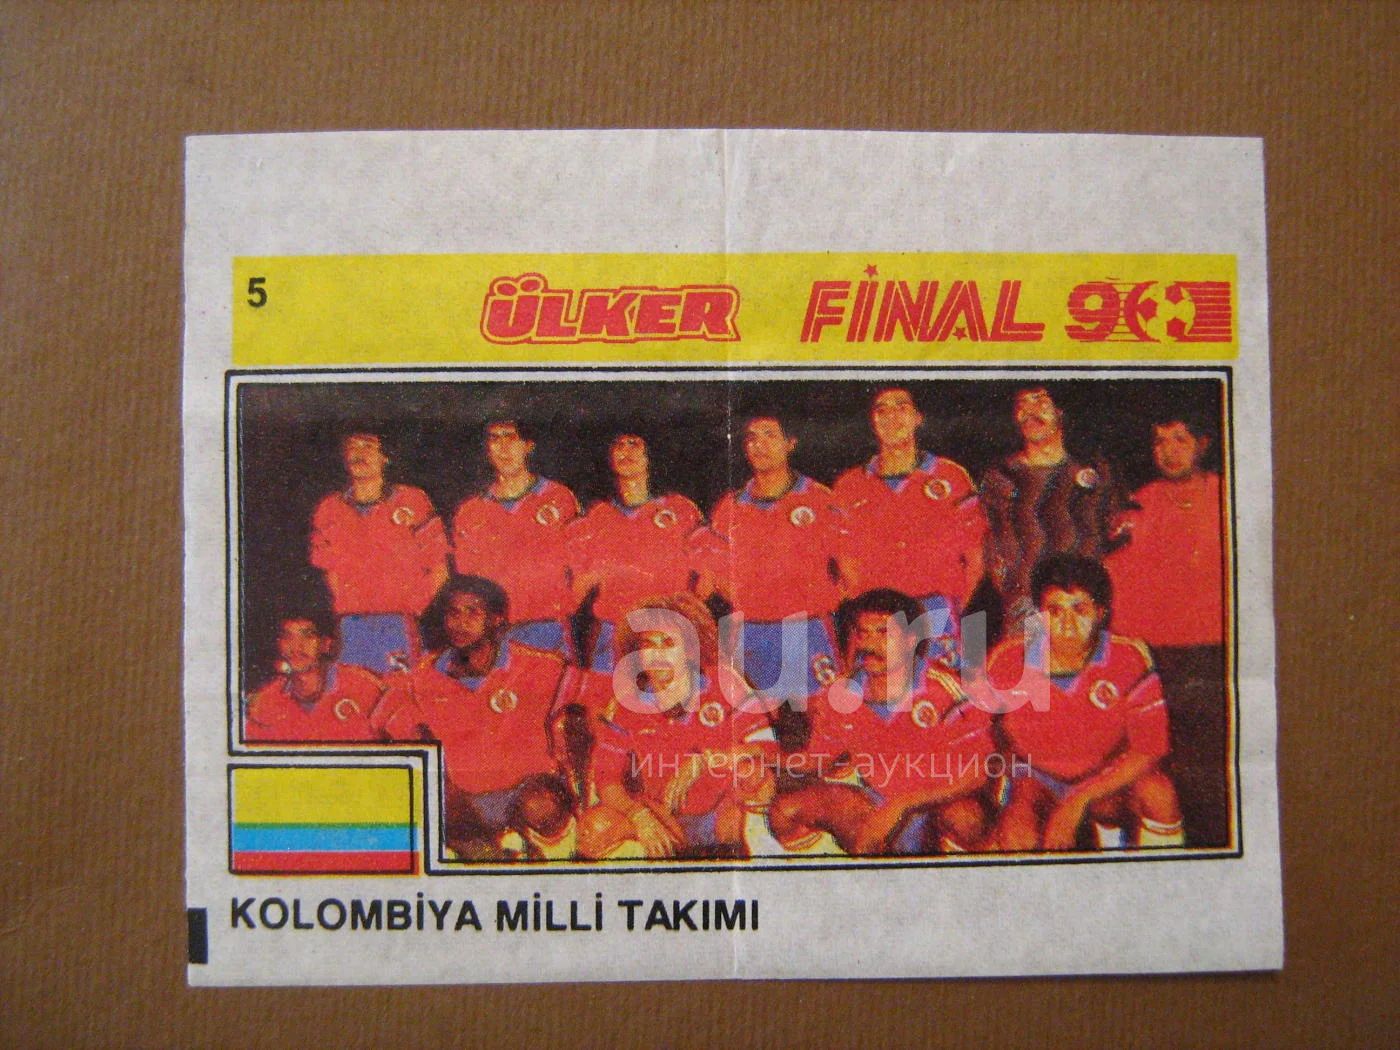 5 ÜLKER FİNAL 90
au.ru
интернет-аукцион
KOLOMBİYA MİLLİ TAKIMI